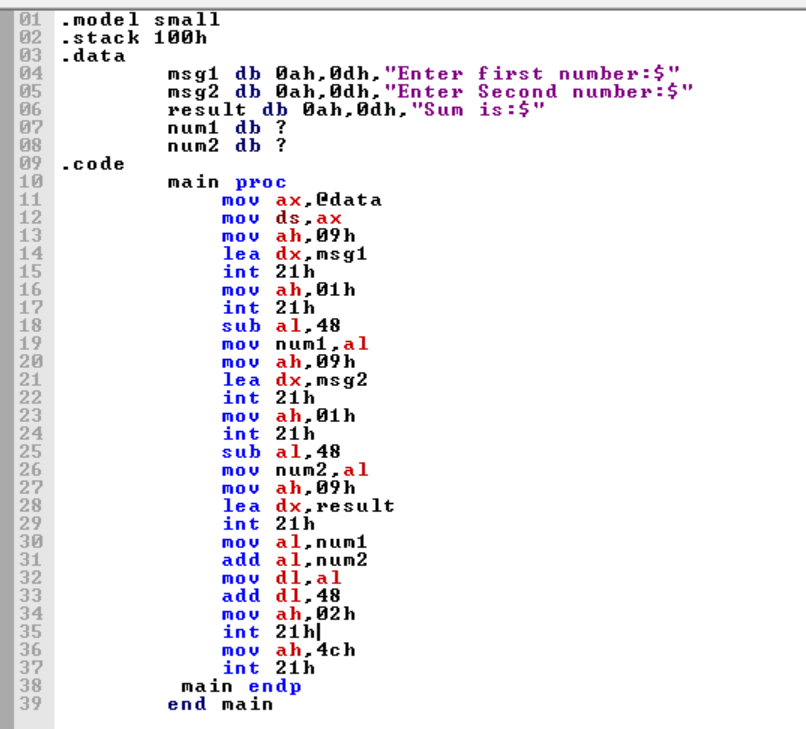 01 .model small
02 .stack 100h
03 .data
04 msg1 db 0ah,0dh,"Enter first number:$"
05 msg2 db 0ah,0dh,"Enter Second number:$"
06 result db 0ah,0dh,"Sum is:$"
07 num1 db ?
08 num2 db ?
09 .code
10 main proc
11 mov ax,@data
12 mov ds,ax
13 mov ah,09h
14 lea dx,msg1
15 int 21h
16 mov ah,01h
17 int 21h
18 sub al,48
19 mov num1,al
20 mov ah,09h
21 lea dx,msg2
22 int 21h
23 mov ah,01h
24 int 21h
25 sub al,48
26 mov num2,al
27 mov ah,09h
28 lea dx,result
29 int 21h
30 mov al,num1
31 add al,num2
32 mov dl,al
33 add dl,48
34 mov ah,02h
35 int 21h
36 mov ah,4ch
37 int 21h
38 main endp
39 end main